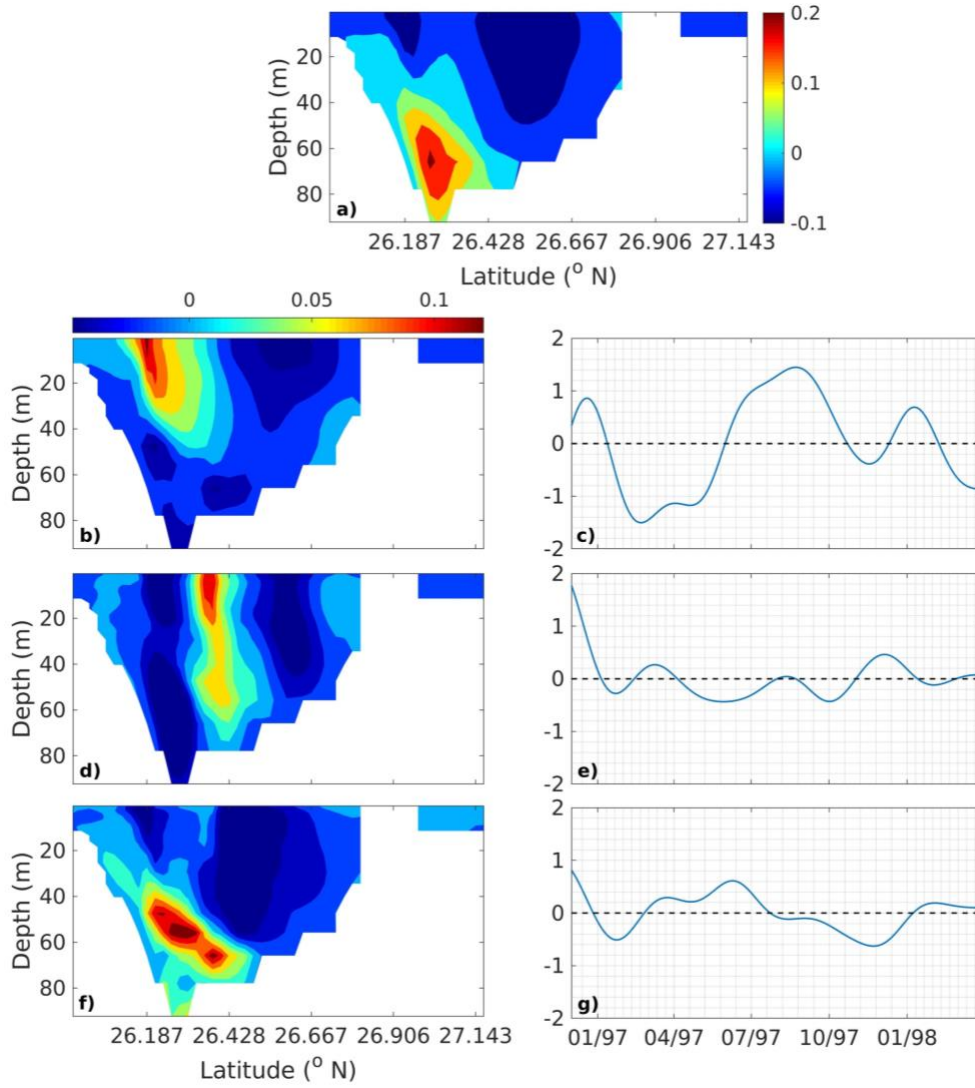 0.2
0.1
0
-0.1
Depth (m)
20
40
60
80
a)
26.187 26.428 26.667 26.906 27.143
Latitude (° N)
0 0.05 0.1
Depth (m)
20
40
60
80
b)
2
1
0
-1
-2
c)
Depth (m)
20
40
60
80
d)
2
1
0
-1
-2
e)
Depth (m)
20
40
60
80
f)
26.187 26.428 26.667 26.906 27.143
Latitude (° N)
2
1
0
-1
-2
g)
01/97 04/97 07/97 10/97 01/98